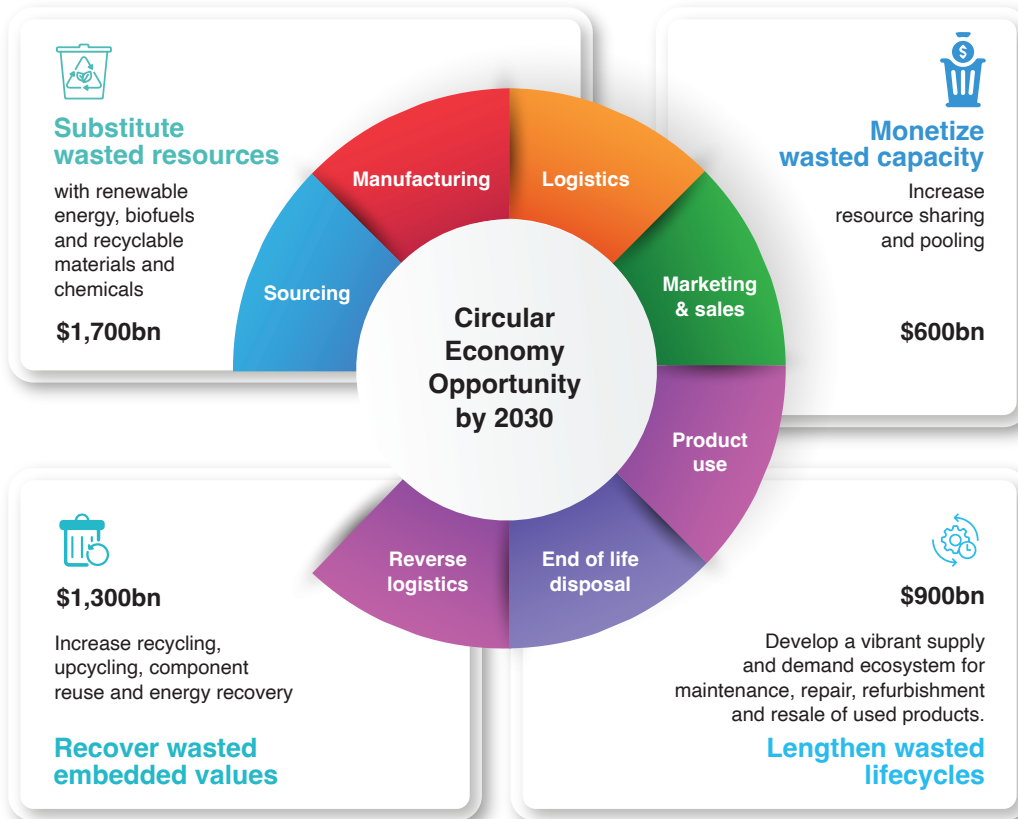 Substitute
wasted resources
with renewable
energy, biofuels
and recyclable
materials and
chemicals
$1,700bn
$
Monetize
wasted capacity
Increase
resource sharing
and pooling
$600bn
Sourcing
Manufacturing
Logistics
Marketing
& sales
Product
use
End of life
disposal
Reverse
logistics
Circular
Economy
Opportunity
by 2030
$1,300bn
Increase recycling,
upcycling, component
reuse and energy recovery
Recover wasted
embedded values
$900bn
Develop a vibrant supply
and demand ecosystem for
maintenance, repair, refurbishment
and resale of used products.
Lengthen wasted
lifecycles